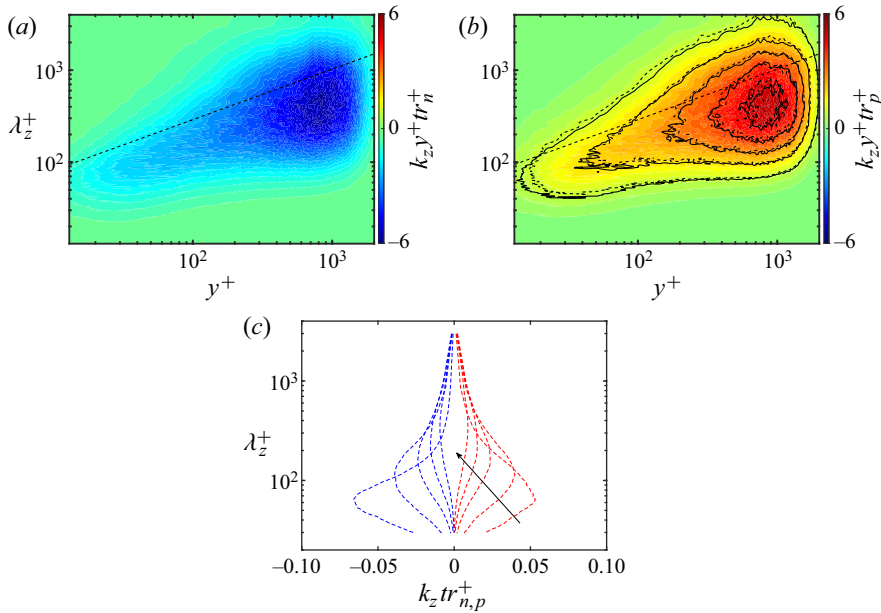 (a)
10^3
10^2
λ_z^+
10^2
10^3
y^+
6
0
–6
k_z y^+ tr_n^+
(b)
10^3
10^2
10^2
10^3
y^+
6
0
–6
k_z y^+ tr_p^+
(c)
10^3
10^2
λ_z^+
–0.10
–0.05
0
0.05
0.10
k_z tr_{n,p}^+